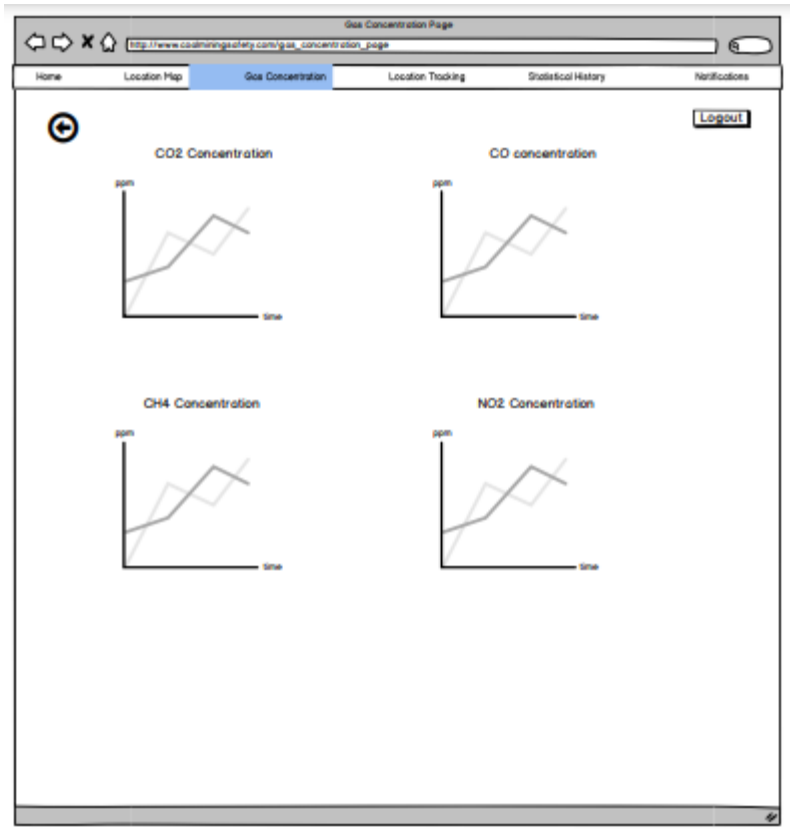 Gas Concentration Page
http://www.coalminingsafety.com/gas_concentration_page
Home Location Map Gas Concentration Location Tracking Statistical History Notifications
Logout
CO2 Concentration CO concentration
ppm ppm
time time
CH4 Concentration NO2 Concentration
ppm ppm
time time